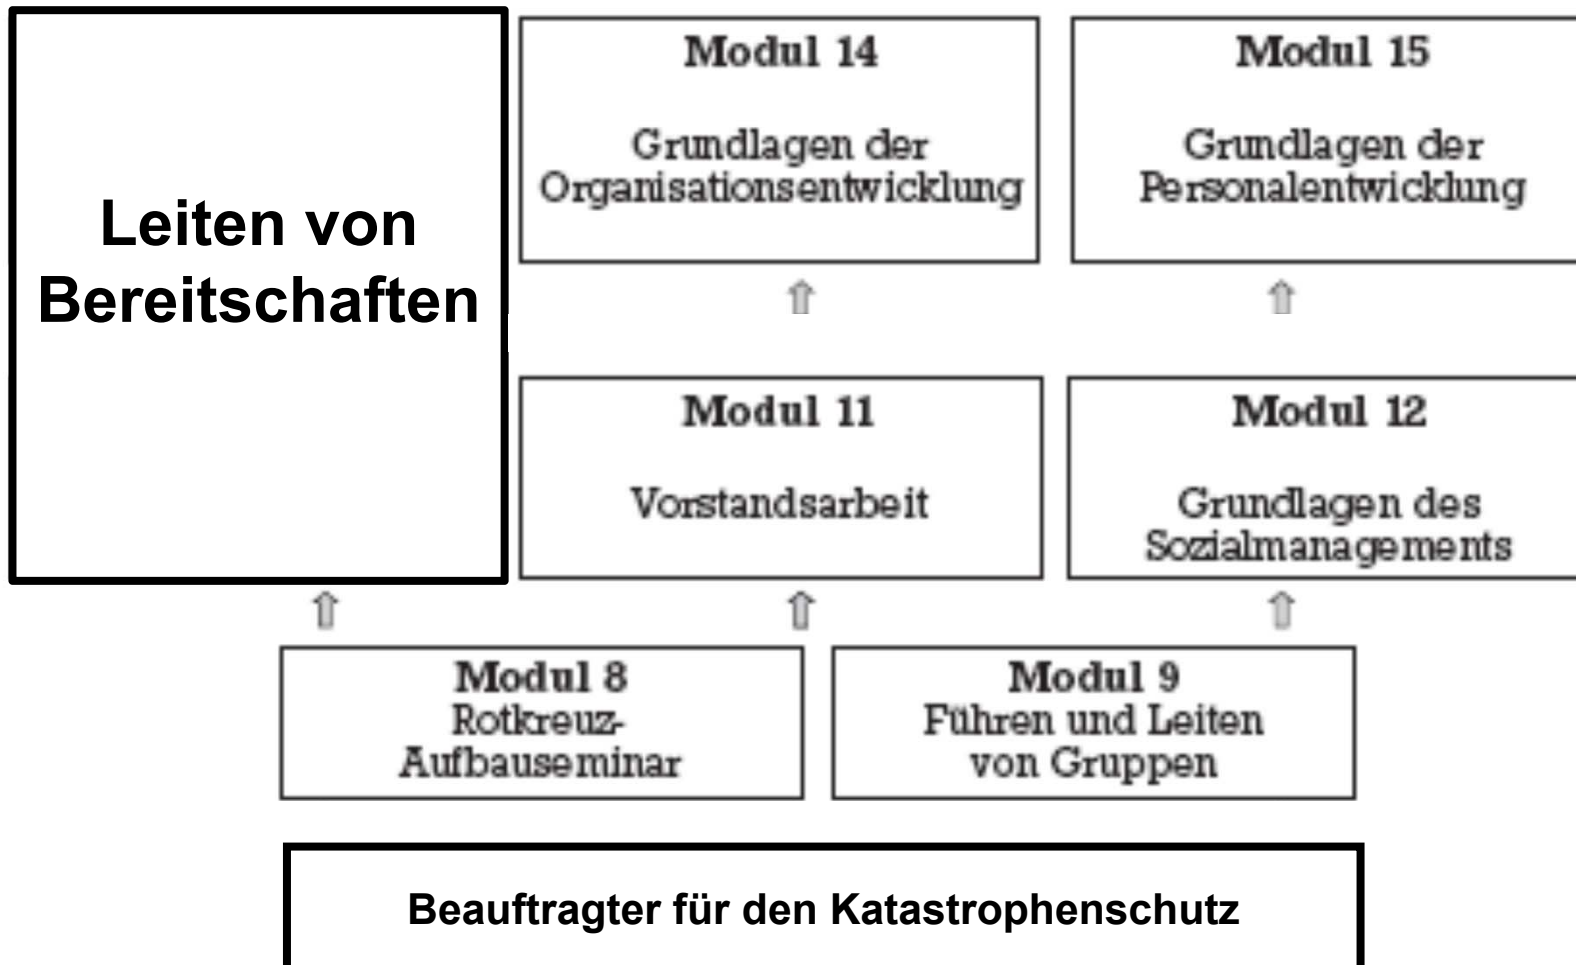 Leiten von
Bereitschaften
Modul 14
Grundlagen der
Organisationsentwicklung
Modul 15
Grundlagen der
Personalentwicklung
Modul 11
Vorstandsarbeit
Modul 12
Grundlagen des
Sozialmanagements
Modul 8
Rotkreuz-
Aufbauseminar
Modul 9
Führen und Leiten
von Gruppen
Beauftragter für den Katastrophenschutz